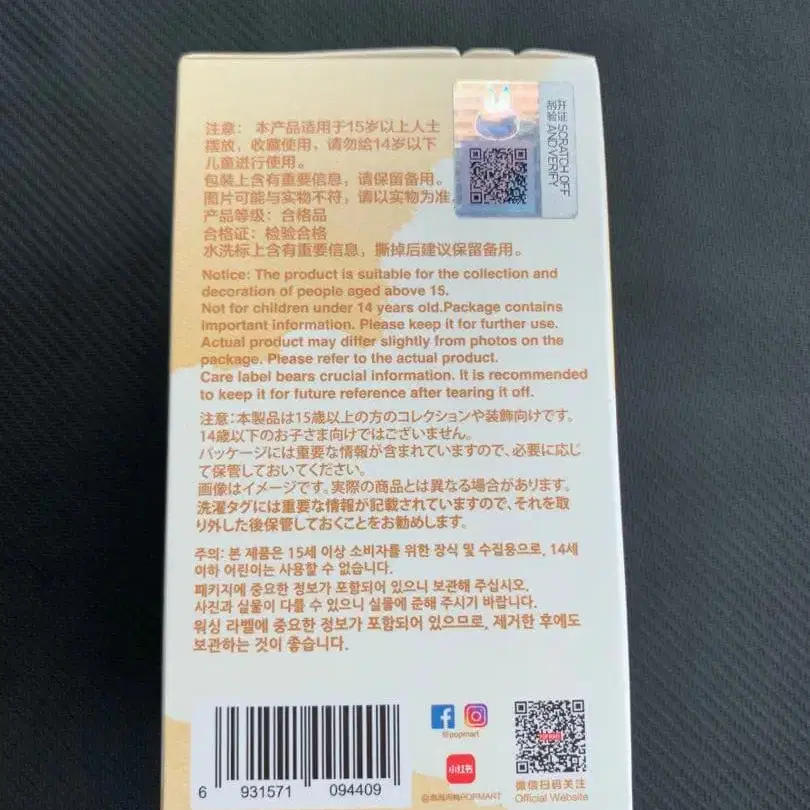 注意： 本产品适用于15岁以上人士
摆放，收藏使用，请勿给14岁以下
儿童进行使用。
包装上含有重要信息，请保留备用。
图片可能与实物不符，请以实物为准。
产品等级：合格品
合格证：检验合格
水洗标上含有重要信息，撕掉后建议保留备用。
刮开验证
SCRATCH OFF
AND VERIFY
Notice: The product is suitable for the collection and
decoration of people aged above 15.
Not for children under 14 years old.Package contains
important information. Please keep it for further use.
Actual product may differ slightly from photos on the
package. Please refer to the actual product.
Care label bears crucial information. It is recommended
to keep it for future reference after tearing it off.
注意：本製品は15歳以上の方のコレクションや装飾向けです。
14歳以下のお子さま向けではございません。
パッケージには重要な情報が含まれていますので、必要に応じ
て保管しておいてください。
画像はイメージです。実際の商品とは異なる場合があります。
洗濯タグには重要な情報が記載されていますので、それを取
り外した後保管しておくことをお勧めします。
주의: 본 제품은 15세 이상 소비자를 위한 장식 및 수집용으로, 14세
이하 어린이는 사용할 수 없습니다.
패키지에 중요한 정보가 포함되어 있으니 보관해 주십시오.
사진과 실물이 다를 수 있으니 실물에 준해 주시기 바랍니다.
워싱 라벨에 중요한 정보가 포함되어 있으므로, 제거한 후에도
보관하는 것이 좋습니다.
6 931571 094409
@popmart
小红书
@泡泡玛特POPMART
POP MART
微信扫码关注
Official Website